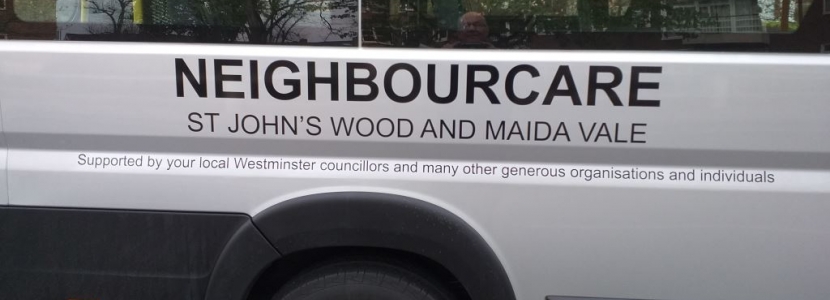 NEIGHBOURCARE
ST JOHN'S WOOD AND MAIDA VALE
Supported by your local Westminster councillors and many other generous organisations and individuals